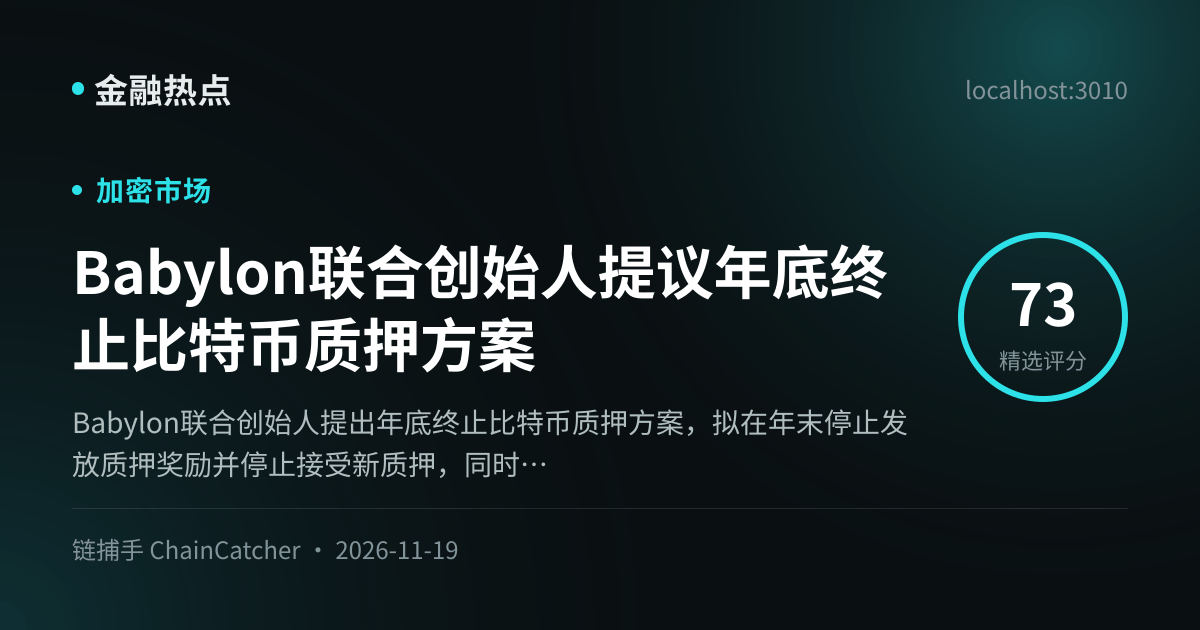 金融热点
localhost:3010
加密市场
Babylon联合创始人提议年底终
止比特币质押方案
73
精选评分
Babylon联合创始人提出年底终止比特币质押方案，拟在年末停止发
放质押奖励并停止接受新质押，同时…
链捕手 ChainCatcher · 2026-11-19